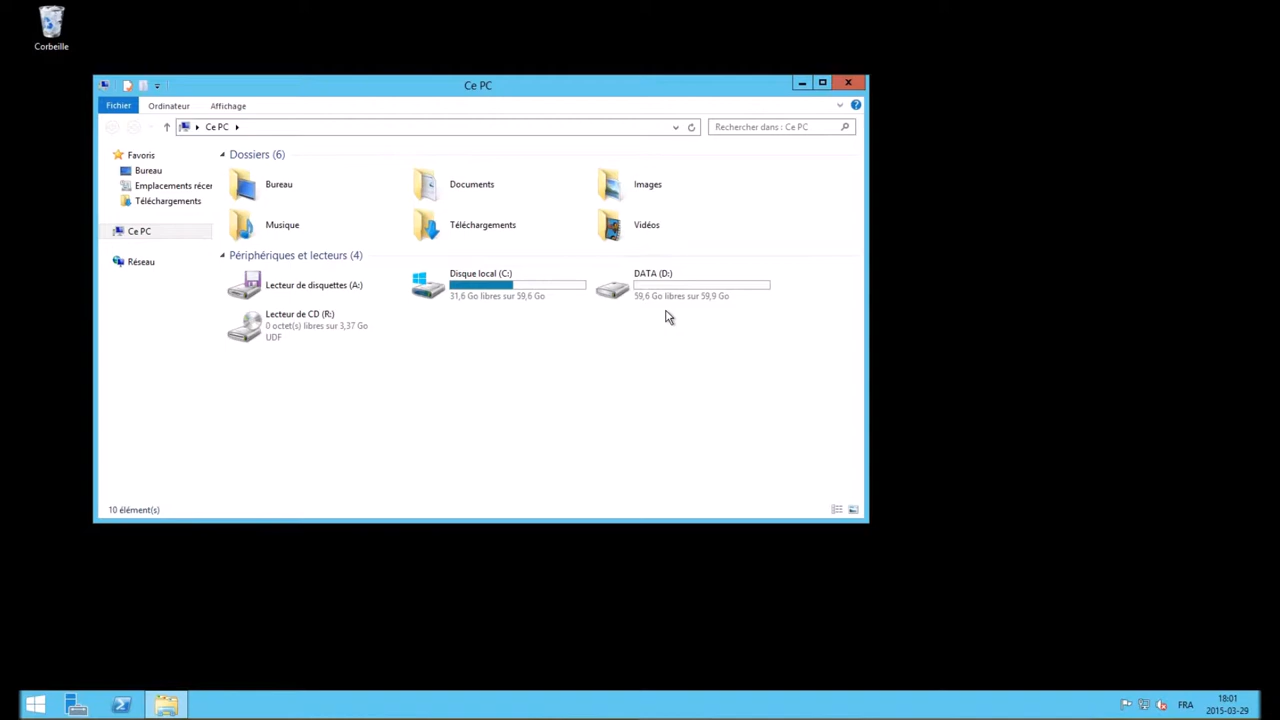 Corbeille
Ce PC
Fichier
Ordinateur
Affichage
Ce PC
Rechercher dans : Ce PC
Favoris
Bureau
Emplacements récer
Téléchargements
Ce PC
Réseau
Dossiers (6)
Bureau
Documents
Images
Musique
Téléchargements
Vidéos
Périphériques et lecteurs (4)
Lecteur de disquettes (A:)
Disque local (C:)
31,6 Go libres sur 59,6 Go
DATA (D:)
59,6 Go libres sur 59,9 Go
Lecteur de CD (R:)
0 octet(s) libres sur 3,37 Go
UDF
10 élément(s)
FRA
18:01
2015-03-29